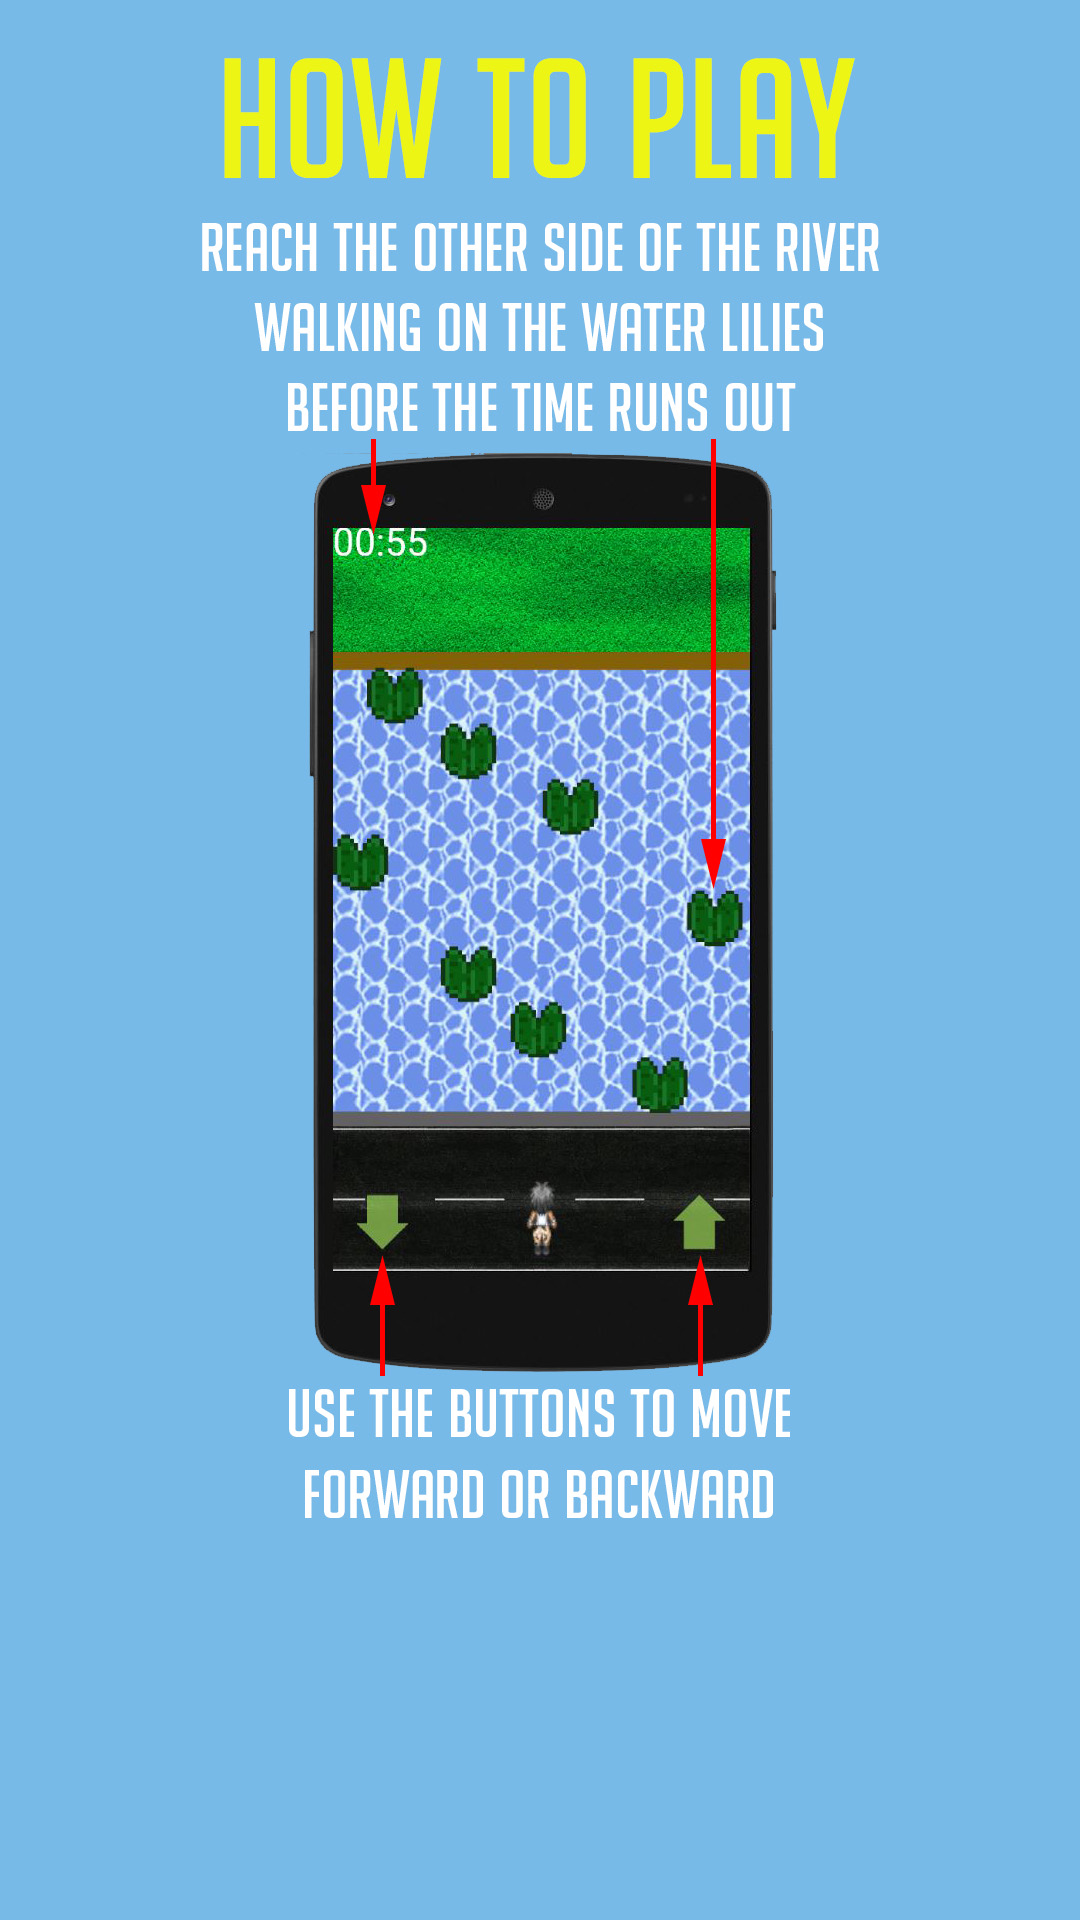 HOW TO PLAY
REACH THE OTHER SIDE OF THE RIVER
WALKING ON THE WATER LILIES
BEFORE THE TIME RUNS OUT
00:55
USE THE BUTTONS TO MOVE
FORWARD OR BACKWARD